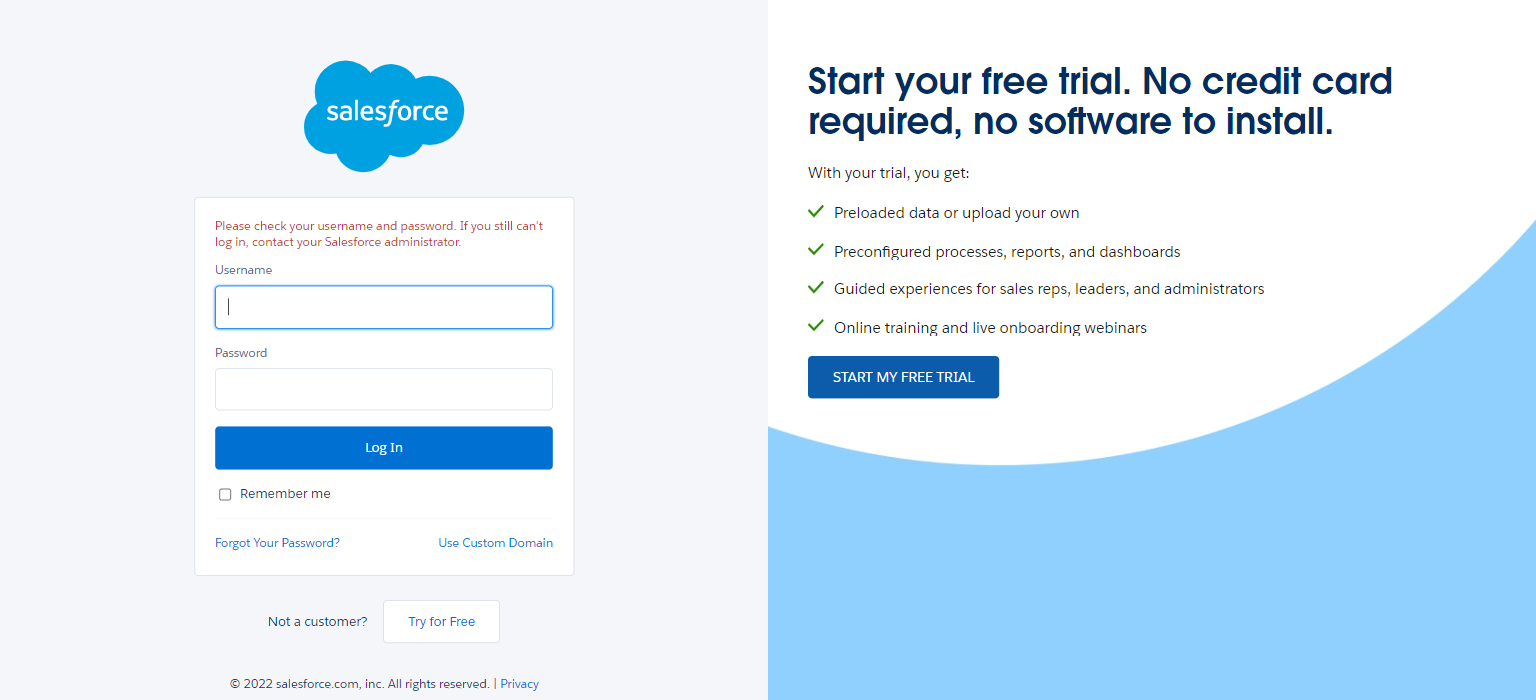 salesforce
Please check your username and password. If you still can't
log in, contact your Salesforce administrator.
Username
Password
Log In
Remember me
Forgot Your Password?
Use Custom Domain
Not a customer?
Try for Free
© 2022 salesforce.com, inc. All rights reserved. | Privacy
Start your free trial. No credit card
required, no software to install.
With your trial, you get:
Preloaded data or upload your own
Preconfigured processes, reports, and dashboards
Guided experiences for sales reps, leaders, and administrators
Online training and live onboarding webinars
START MY FREE TRIAL